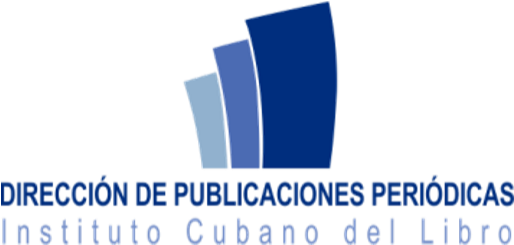 DIRECCIÓN DE PUBLICACIONES PERIÓDICAS
Instituto Cubano del Libro